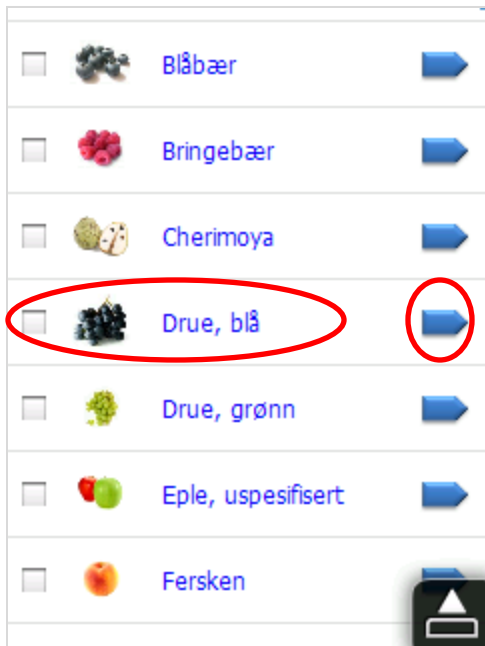 Blåbær
Bringebær
Cherimoya
Drue, blå
Drue, grønn
Eple, uspesifisert
Fersken